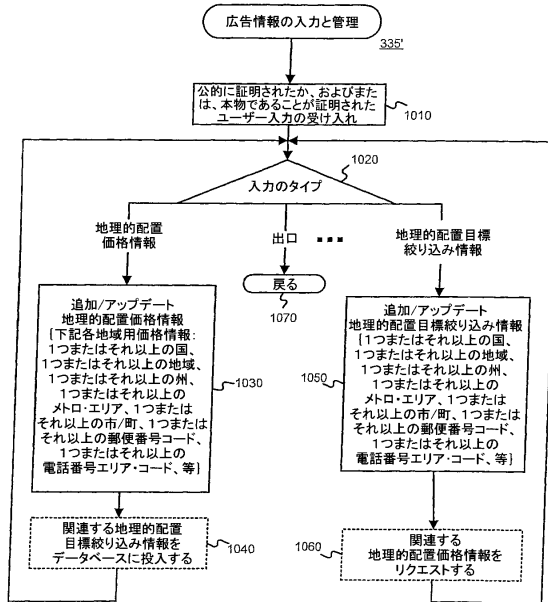 広告情報の入力と管理
335'
公的に証明されたか、およびまた
は、本物であることが証明された
ユーザー入力の受け入れ
1010
1020
入力のタイプ
地理的配置
価格情報
出口 ▪▪▪
地理的配置目標
絞り込み情報
戻る
1070
追加/アップデート
地理的配置価格情報
{下記各地域用価格情報:
1つまたはそれ以上の国、
1つまたはそれ以上の地域、
1つまたはそれ以上の州、
1つまたはそれ以上の
メトロ・エリア、1つまたは
それ以上の市/町、1つまたは
それ以上の郵便番号コード、
1つまたはそれ以上の
電話番号エリア・コード、等}
1030
追加/アップデート
地理的配置目標絞り込み情報
{1つまたはそれ以上の国、
1つまたはそれ以上の地域、
1つまたはそれ以上の州、
1つまたはそれ以上の
メトロ・エリア、1つまたは
それ以上の市/町、1つまたは
それ以上の郵便番号コード、
1つまたはそれ以上の
電話番号エリア・コード、等}
1050
関連する地理的配置
目標絞り込み情報を
データベースに投入する
1040
関連する
地理的配置価格情報を
リクエストする
1060